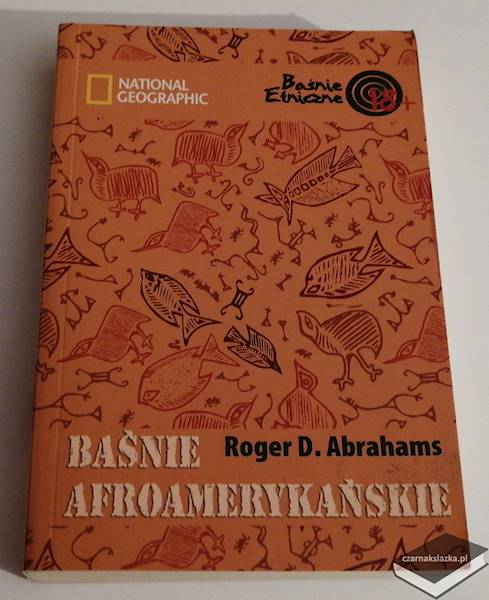 NATIONAL
GEOGRAPHIC
Baśnie
Etniczne
18+
BAŚNIE
Roger D. Abrahams
AFROAMERYKAŃSKIE
czarnaksiazka.pl